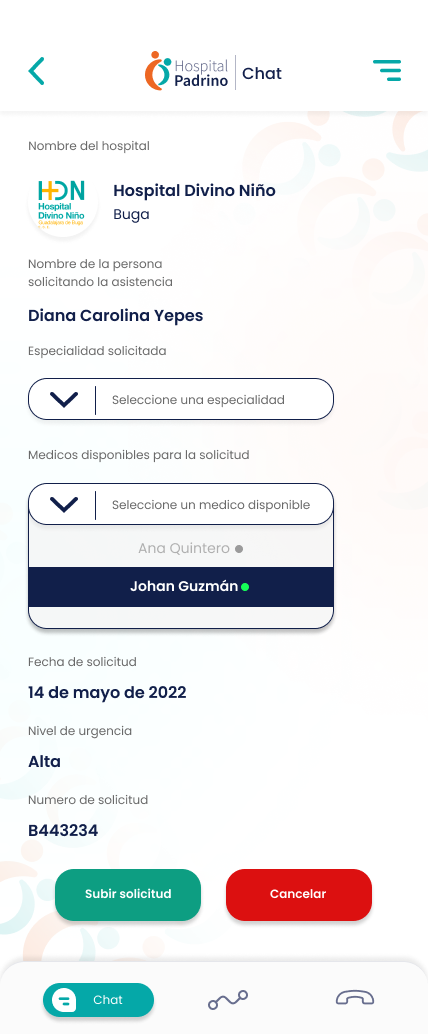 Hospital
Padrino
Chat
Nombre del hospital
HDN
Hospital
Divino Niño
Hospital Divino Niño
Buga
Nombre de la persona
solicitando la asistencia
Diana Carolina Yepes
Especialidad solicitada
Seleccione una especialidad
Medicos disponibles para la solicitud
Seleccione un medico disponible
Ana Quintero
Johan Guzmán
Fecha de solicitud
14 de mayo de 2022
Nivel de urgencia
Alta
Numero de solicitud
B443234
Subir solicitud
Cancelar
Chat